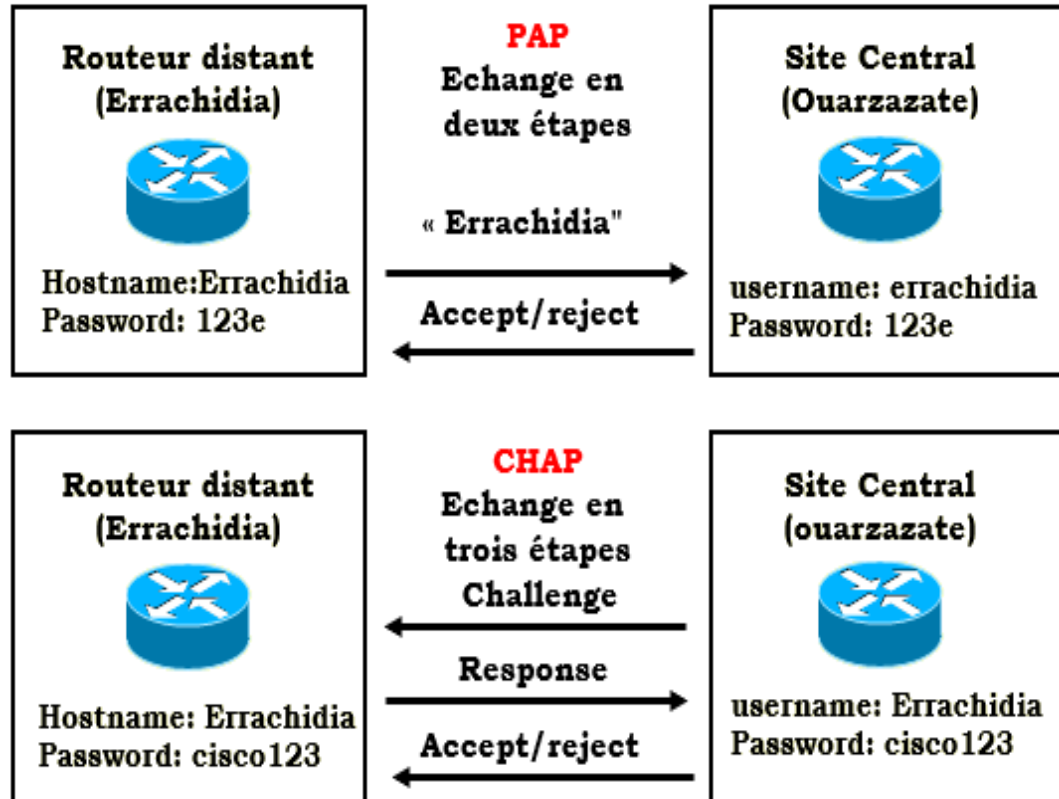 Routeur distant
(Errachidia)
Hostname:Errachidia
Password: 123e
PAP
Echange en
deux étapes
« Errachidia"
Accept/reject
Site Central
(Ouarzazate)
username: errachidia
Password: 123e
Routeur distant
(Errachidia)
Hostname: Errachidia
Password: cisco123
CHAP
Echange en
trois étapes
Challenge
Response
Accept/reject
Site Central
(ouarzazate)
username: Errachidia
Password: cisco123